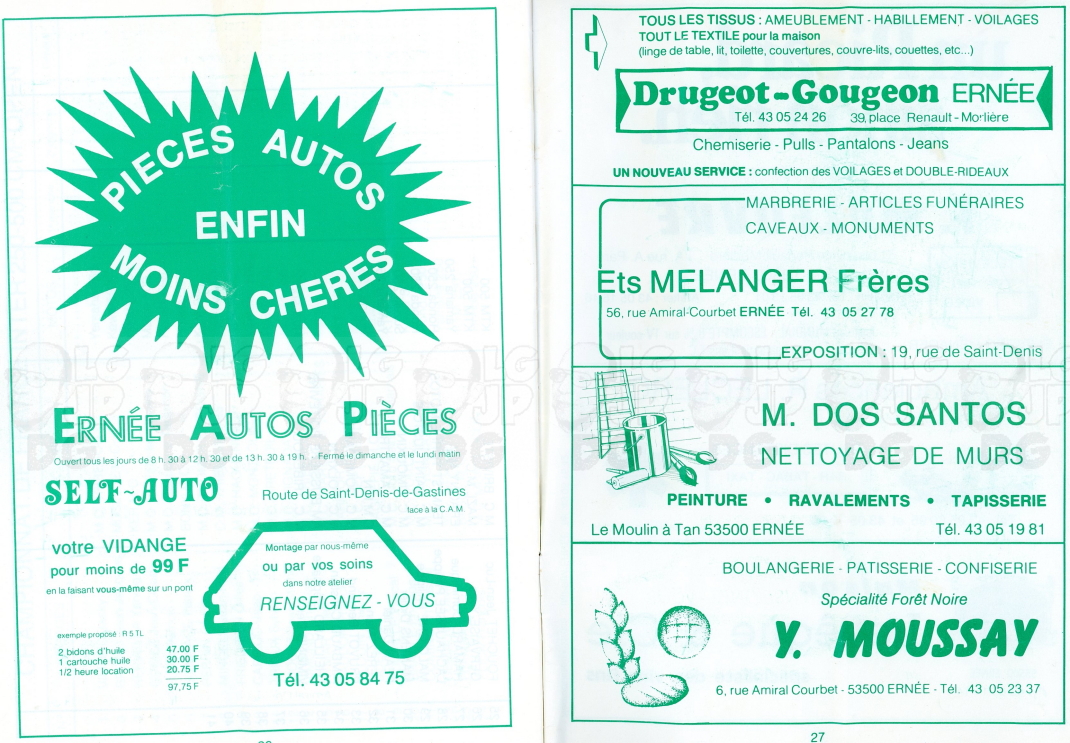 PIECES AUTOS
ENFIN
MOINS CHERES
ERNÉE AUTOS PIÈCES
Ouvert tous les jours de 8 h. 30 à 12 h. 30 et de 13 h. 30 à 19 h. - Fermé le dimanche et le lundi matin
SELF~AUTO
Route de Saint-Denis-de-Gastines
face à la C.A.M.
votre VIDANGE
pour moins de 99 F
en la faisant vous-même sur un pont
Montage par nous-même
ou par vos soins
dans notre atelier
RENSEIGNEZ - VOUS
exemple proposé : R 5 TL
2 bidons d'huile 47.00 F
1 cartouche huile 30.00 F
1/2 heure location 20.75 F
97,75 F
Tél. 43 05 84 75
TOUS LES TISSUS : AMEUBLEMENT - HABILLEMENT - VOILAGES
TOUT LE TEXTILE pour la maison
(linge de table, lit, toilette, couvertures, couvre-lits, couettes, etc...)
Drugeot-Gougeon ERNÉE
Tél. 43 05 24 26 39, place Renault-Morlière
Chemiserie - Pulls - Pantalons - Jeans
UN NOUVEAU SERVICE : confection des VOILAGES et DOUBLE-RIDEAUX
MARBRERIE - ARTICLES FUNÉRAIRES
CAVEAUX - MONUMENTS
Ets MELANGER Frères
56, rue Amiral-Courbet ERNÉE Tél. 43 05 27 78
EXPOSITION : 19, rue de Saint-Denis
M. DOS SANTOS
NETTOYAGE DE MURS
PEINTURE • RAVALEMENTS • TAPISSERIE
Le Moulin à Tan 53500 ERNÉE Tél. 43 05 19 81
BOULANGERIE - PATISSERIE - CONFISERIE
Spécialité Forêt Noire
Y. MOUSSAY
6, rue Amiral Courbet - 53500 ERNÉE - Tél. 43 05 23 37
27